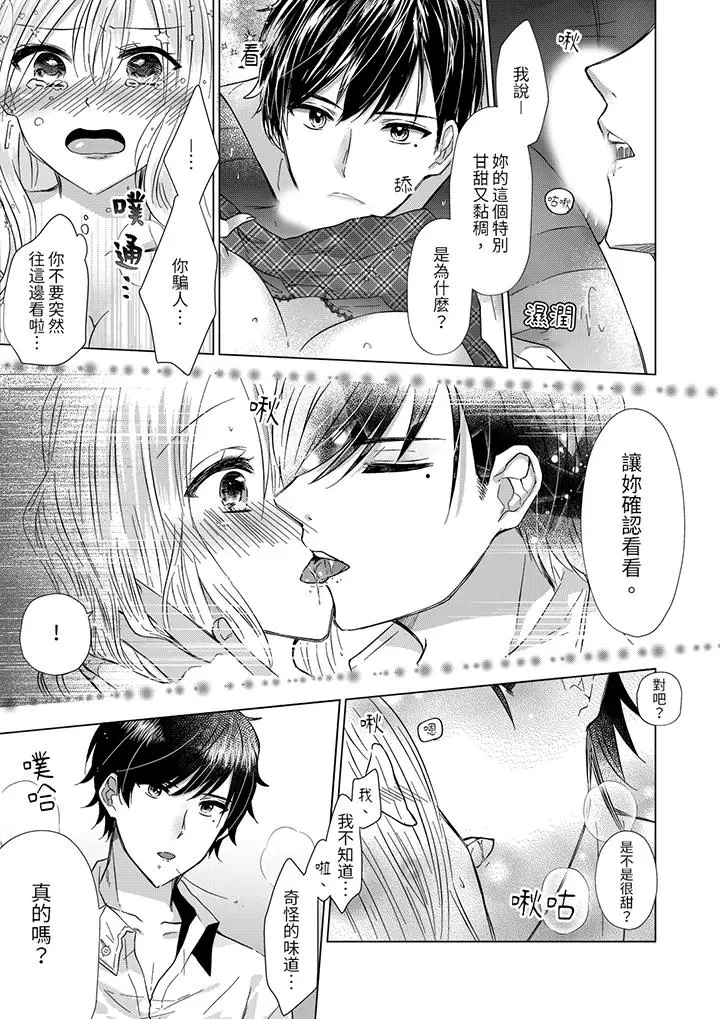 啾
咕啾
濕潤
我說—
妳的這個特別
甘甜又黏稠，
是為什麼？
看
舔
—…
你騙人…
噗通…
你不要突然
往這邊看啦…
讓妳確認看看。
啾
！
對吧？
是不是很甜？
嗯
啾
啾咕
我、
我不知道…
啦、
奇怪的味道…
噗哈
真的嗎？